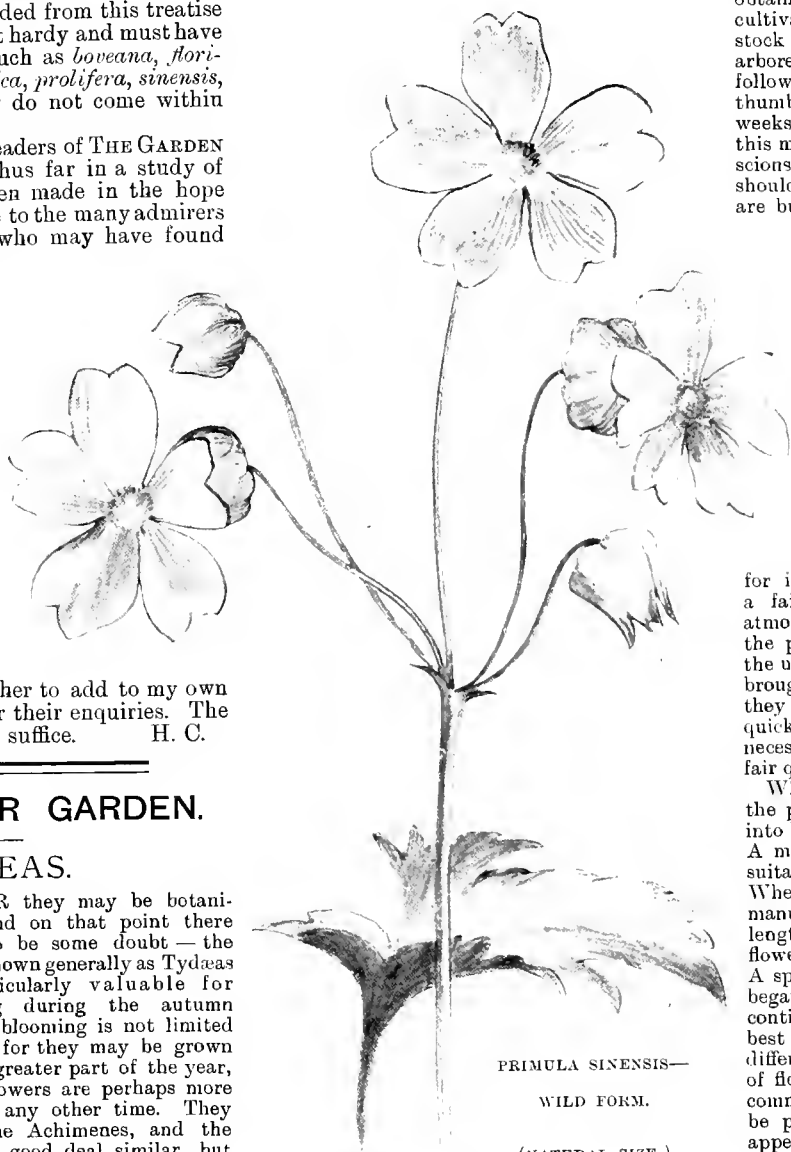 ded from this treatise
hardy and must have
uch as boveana, flori-
ca, prolifera, sinensis,
do not come within
eaders of THE GARDEN
hus far in a study of
en made in the hope
to the many admirers
who may have found
her to add to my own
r their enquiries. The
suffice. H. C.
R GARDEN.
EAS.
R they may be botani-
nd on that point there
be some doubt — the
own generally as Tydæas
icularly valuable for
during the autumn
blooming is not limited
for they may be grown
greater part of the year,
owers are perhaps more
any other time. They
e Achimenes, and the
good deal similar, but
PRIMULA SINENSIS—
WILD FORM.
(NATURAL SIZE.)
cultiva
stock
arbore
follow
thumb
weeks
this m
scions
should
are bu
for i
a fai
atmo
the p
the u
broug
they
quick
neces
fair q
Wh
the p
into
A m
suita
Whe
manu
lengt
flowe
A sp
bega
conti
best
differ
of flo
comm
be p
appe